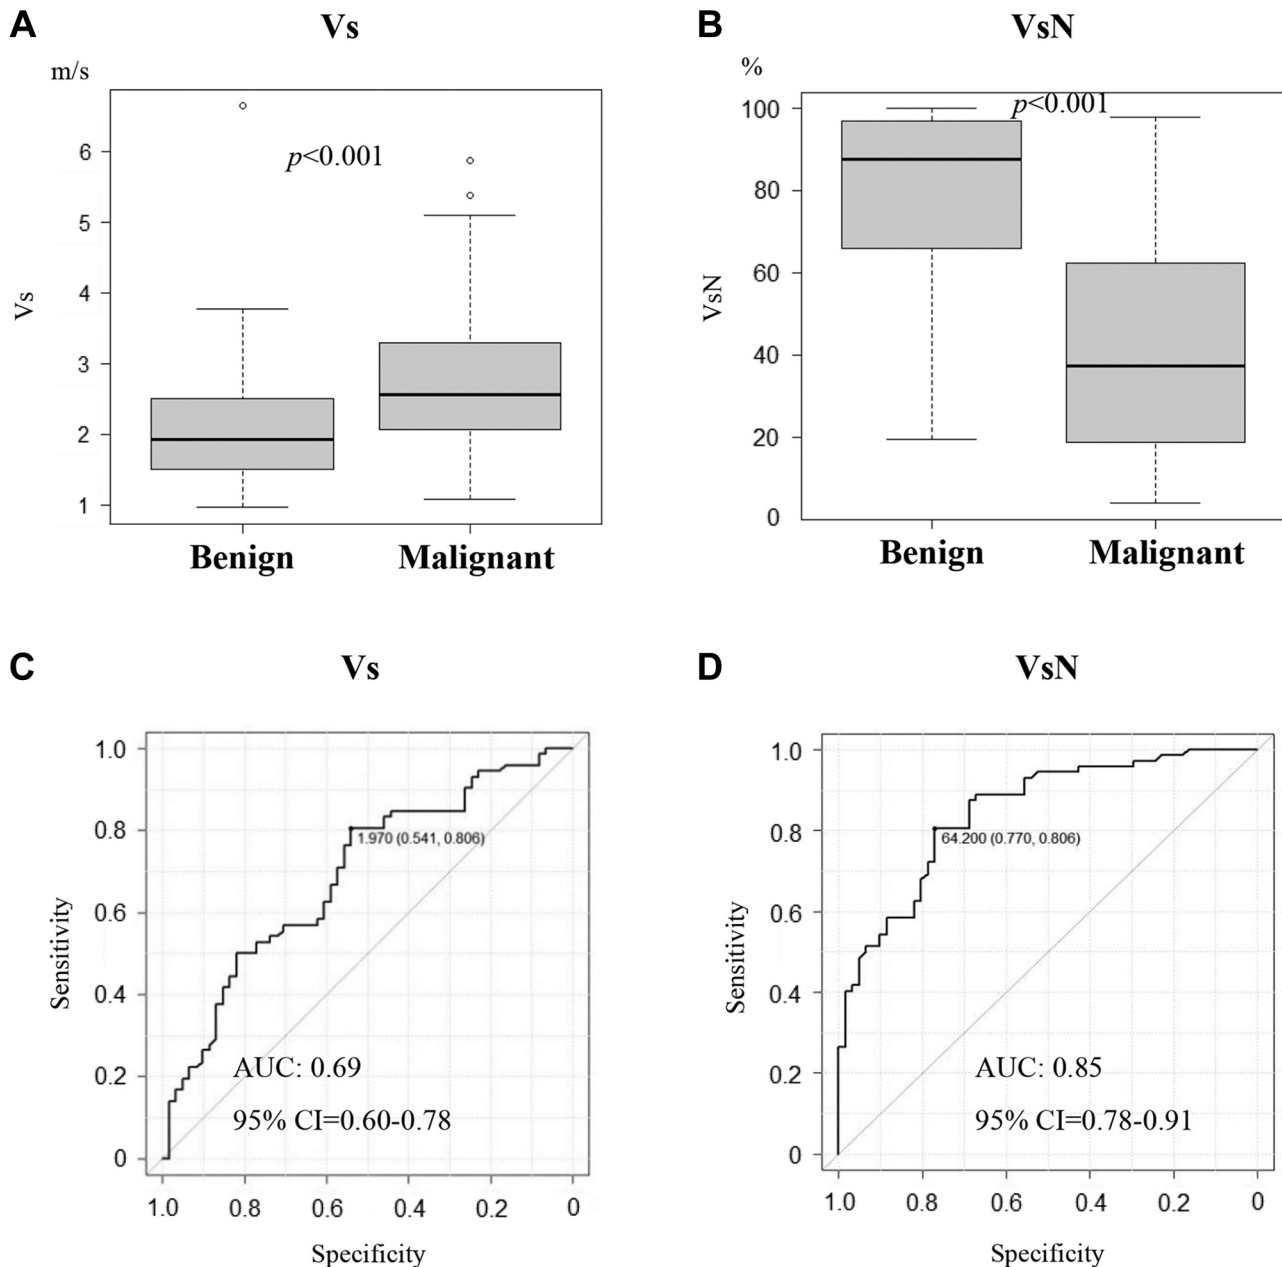 A
Vs
m/s
6
5
4
3
2
1
Vs
p<0.001
Benign
Malignant
B
VsN
%
100
80
60
40
20
0
VsN
p<0.001
Benign
Malignant
C
Vs
1.0
0.8
0.6
0.4
0.2
0
Sensitivity
1.970 (0.541, 0.806)
AUC: 0.69
95% CI=0.60-0.78
1.0
0.8
0.6
0.4
0.2
0
Specificity
D
VsN
1.0
0.8
0.6
0.4
0.2
0
Sensitivity
64.200 (0.770, 0.806)
AUC: 0.85
95% CI=0.78-0.91
1.0
0.8
0.6
0.4
0.2
0
Specificity